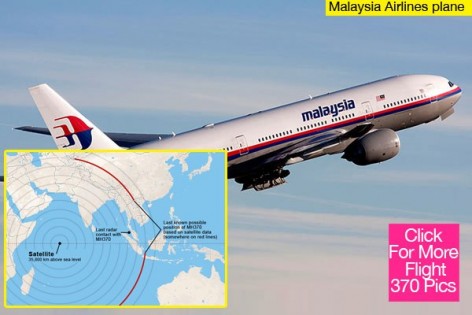 Malaysia Airlines plane
malaysia
Last radar
contact with
MH370
Last known possible
position of MH370
based on satellite data
(somewhere on red lines)
Satellite
35,800 km above sea level
Click
For More
Flight
370 Pics